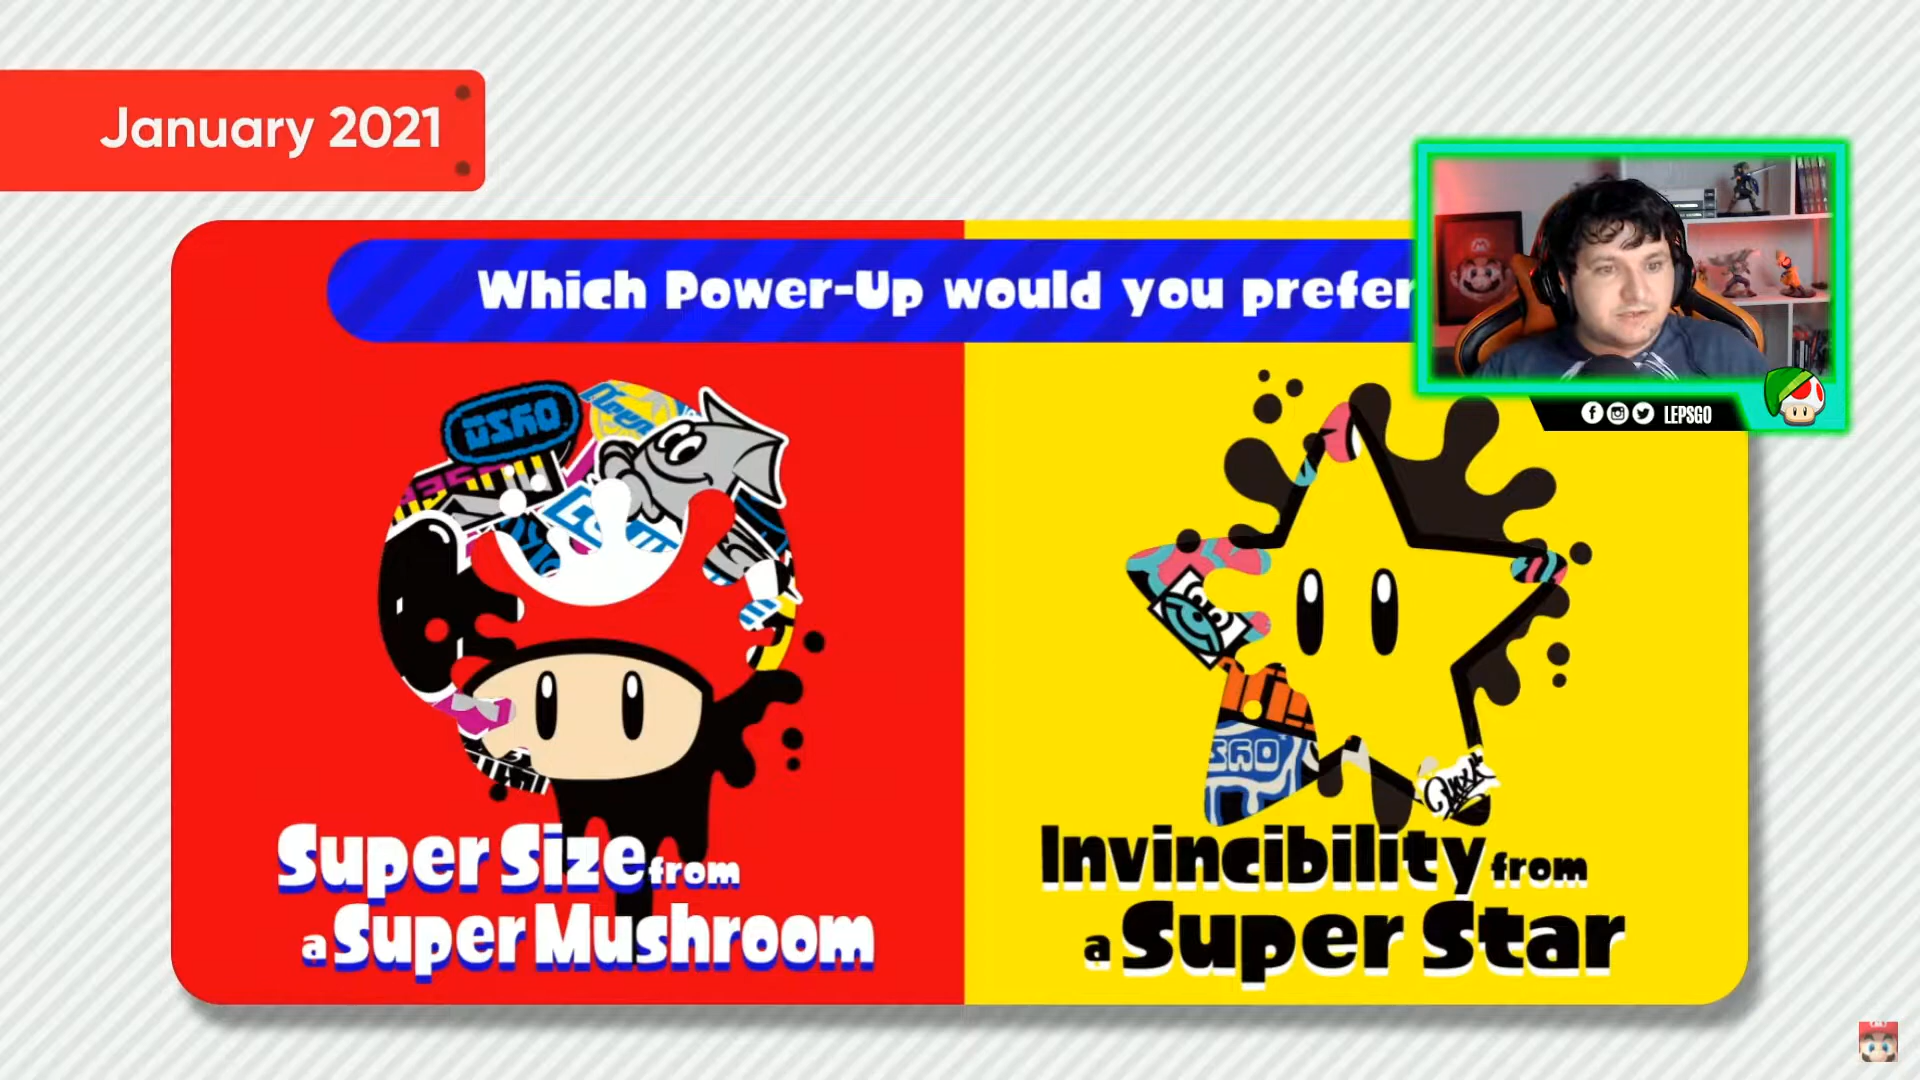 January 2021
Which Power-Up would you prefer
LEPSGO
Super Size from
a Super Mushroom
Invincibility from
a Super Star